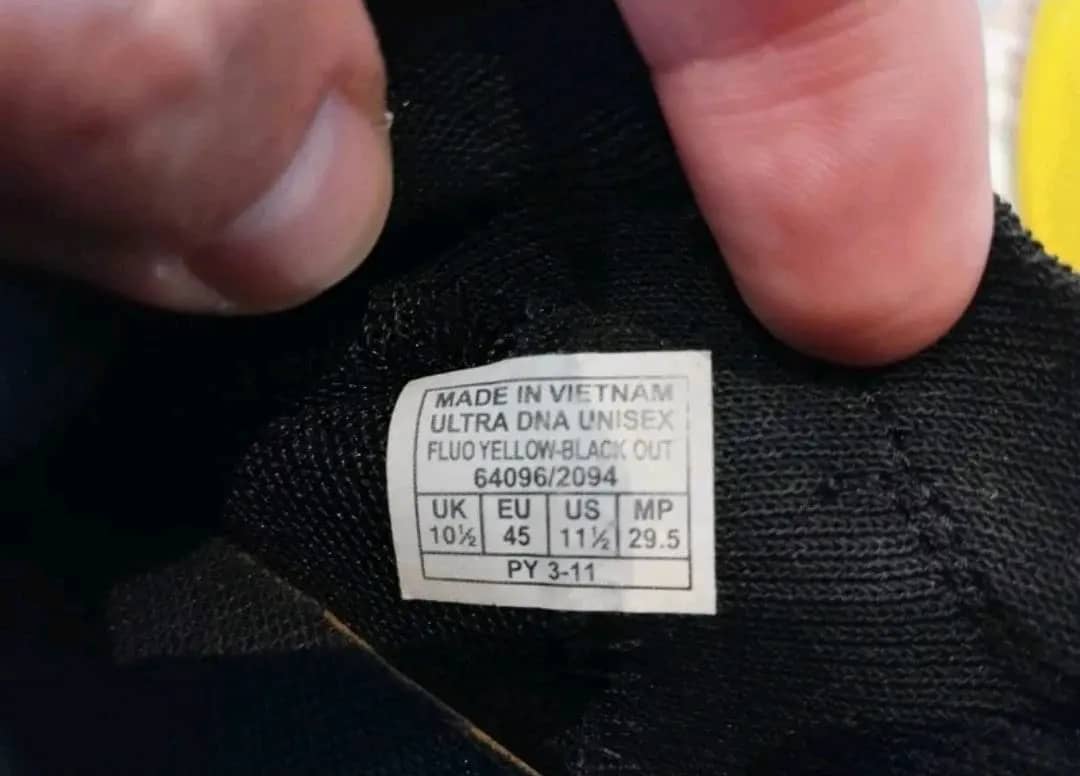 MADE IN VIETNAM
ULTRA DNA UNISEX
FLUO YELLOW-BLACK OUT
64096/2094
UK EU US MP
10½ 45 11½ 29.5
PY 3-11